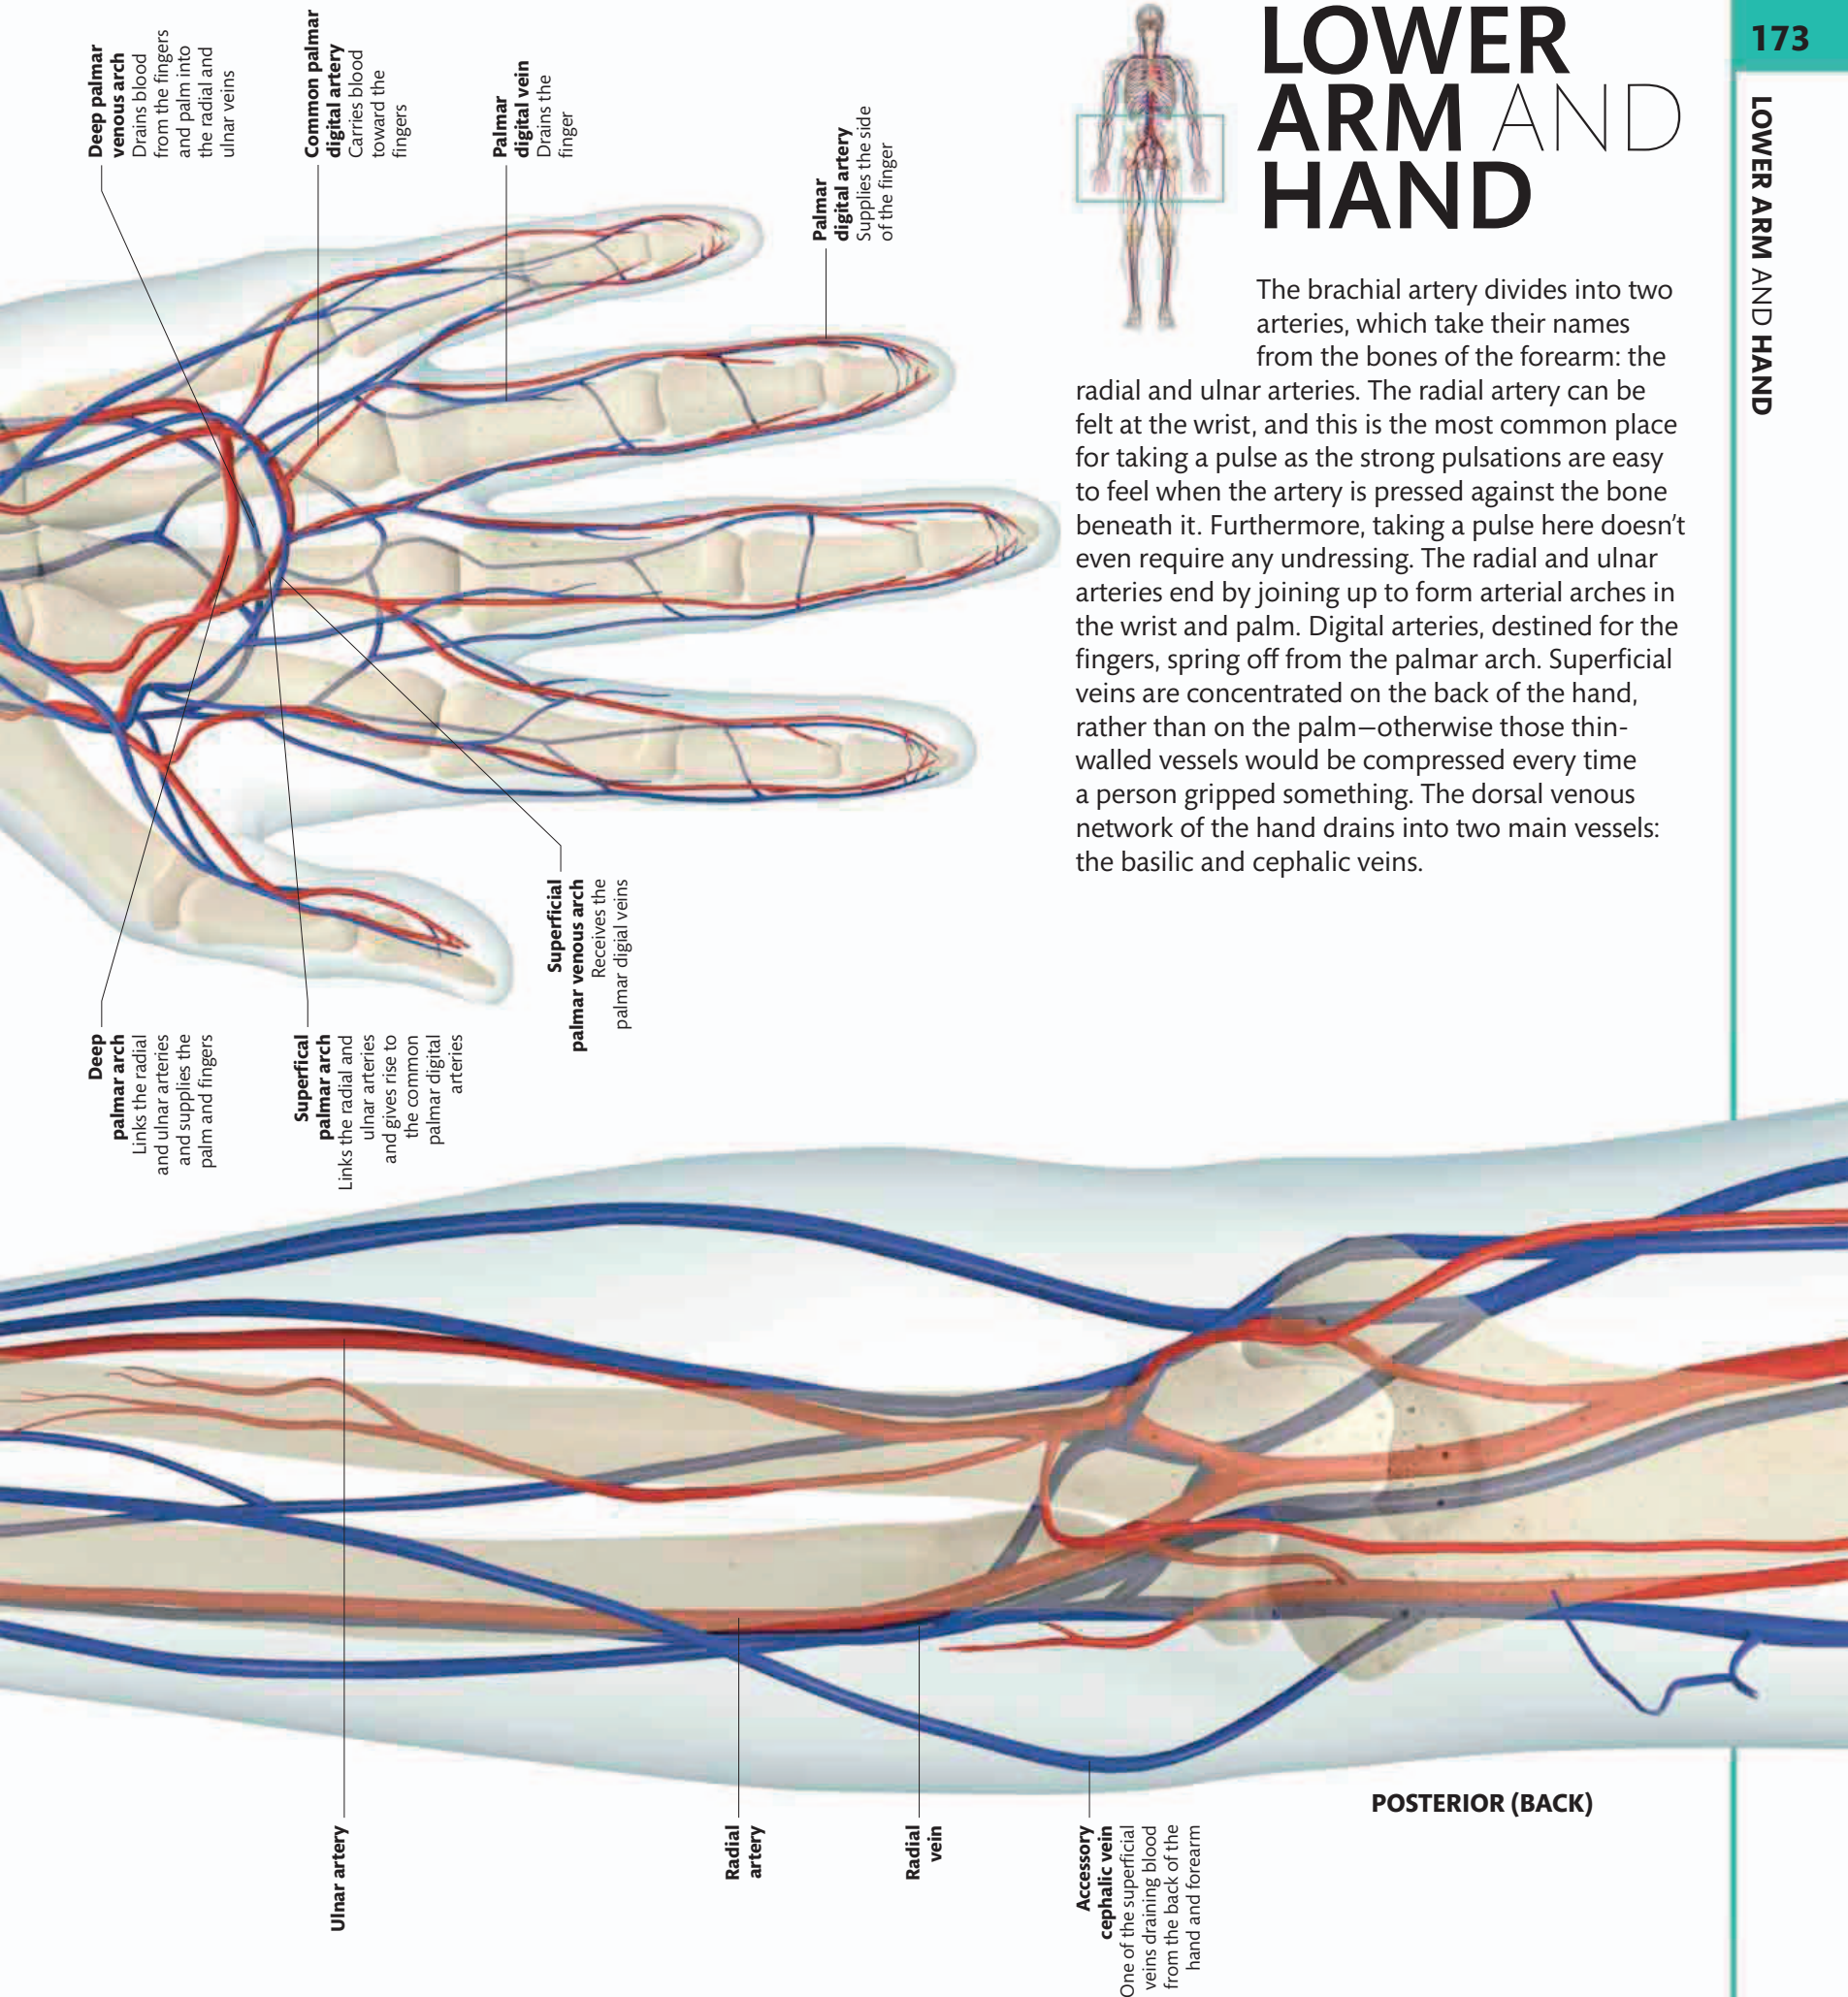 173
LOWER ARM AND HAND
LOWER
ARM AND
HAND
The brachial artery divides into two
arteries, which take their names
from the bones of the forearm: the
radial and ulnar arteries. The radial artery can be
felt at the wrist, and this is the most common place
for taking a pulse as the strong pulsations are easy
to feel when the artery is pressed against the bone
beneath it. Furthermore, taking a pulse here doesn’t
even require any undressing. The radial and ulnar
arteries end by joining up to form arterial arches in
the wrist and palm. Digital arteries, destined for the
fingers, spring off from the palmar arch. Superficial
veins are concentrated on the back of the hand,
rather than on the palm—otherwise those thin-
walled vessels would be compressed every time
a person gripped something. The dorsal venous
network of the hand drains into two main vessels:
the basilic and cephalic veins.
Deep palmar
venous arch
Drains blood
from the fingers
and palm into
the radial and
ulnar veins
Common palmar
digital artery
Carries blood
toward the
fingers
Palmar
digital vein
Drains the
finger
Palmar
digital artery
Supplies the side
of the finger
Deep
palmar arch
Links the radial
and ulnar arteries
and supplies the
palm and fingers
Superfical
palmar arch
Links the radial and
ulnar arteries
and gives rise to
the common
palmar digital
arteries
Superficial
palmar venous arch
Receives the
palmar digial veins
Ulnar artery
Radial
artery
Radial
vein
Accessory
cephalic vein
One of the superficial
veins draining blood
from the back of the
hand and forearm
POSTERIOR (BACK)